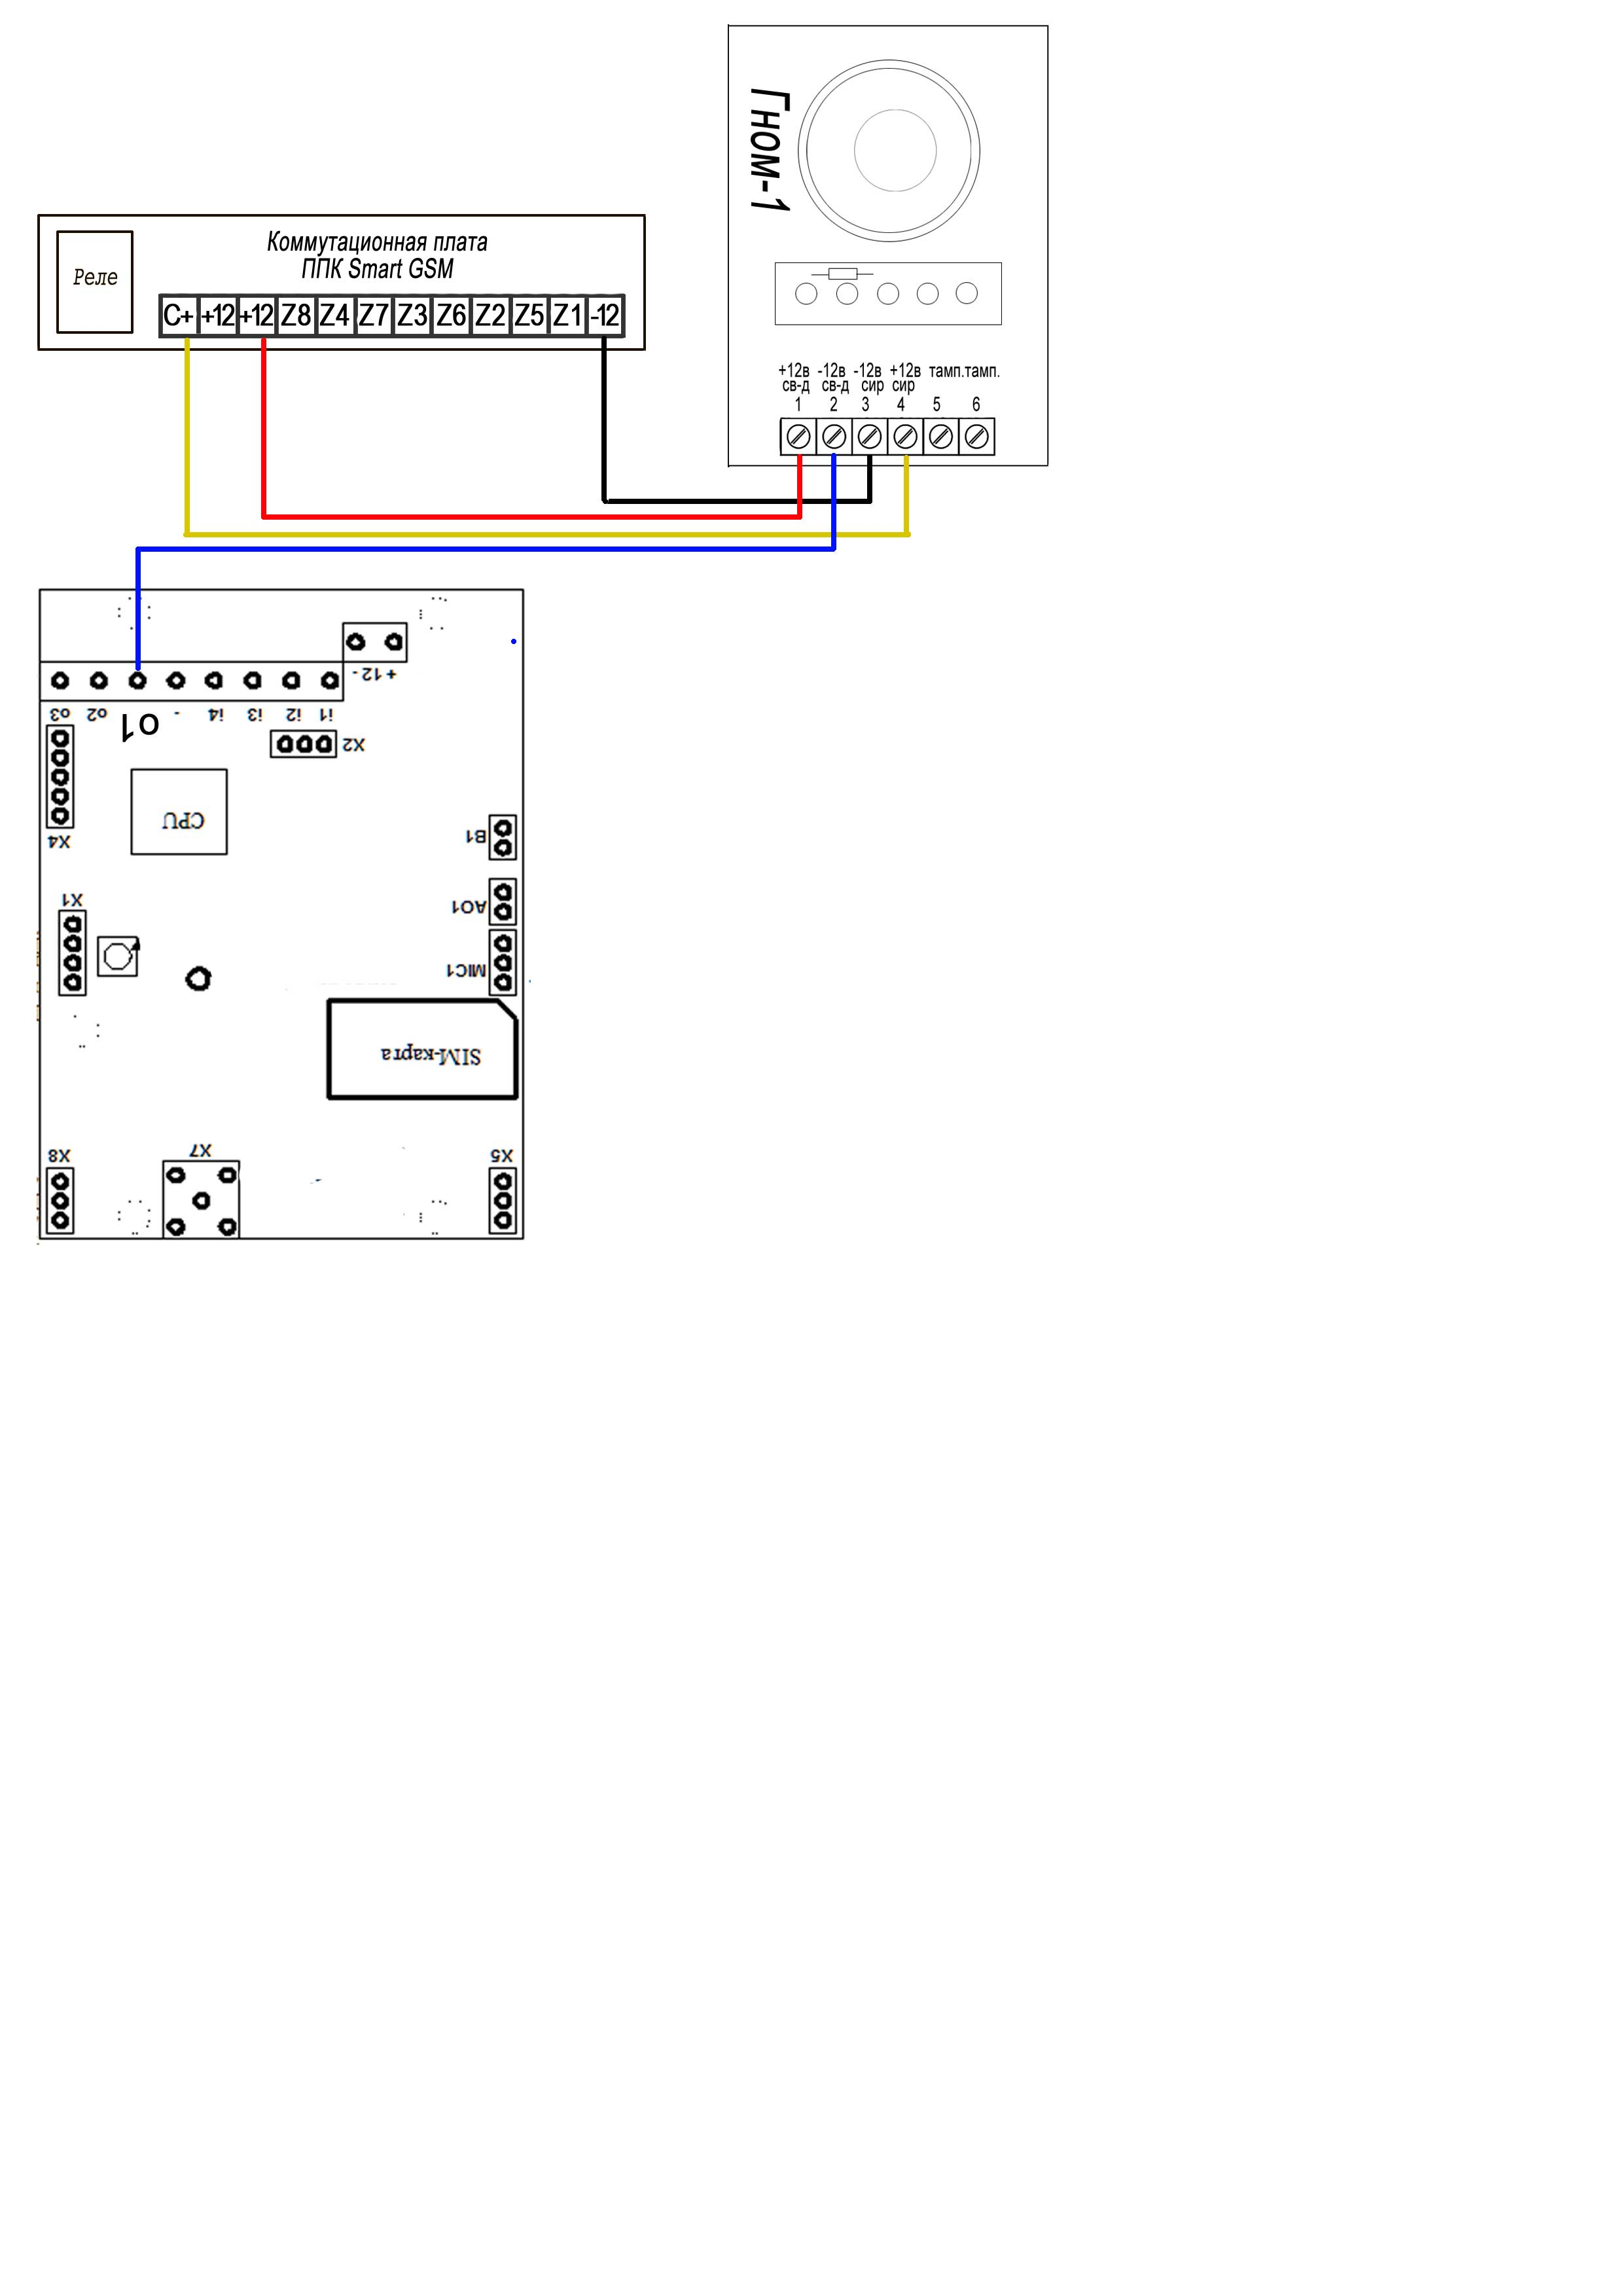 Гном-1
Коммутационная плата
ППК Smart GSM
Реле
C+ +12 +12 Z8 Z4 Z7 Z3 Z6 Z2 Z5 Z1 -12
+12в -12в -12в +12в тамп. тамп.
св-д св-д сир сир
1 2 3 4 5 6
+ 12 -
o3 o2 o1 - i4 i3 i2 i1
X2
CPU
X4
B1
X1
AO1
MIC1
SIM-карта
X8
X7
X5